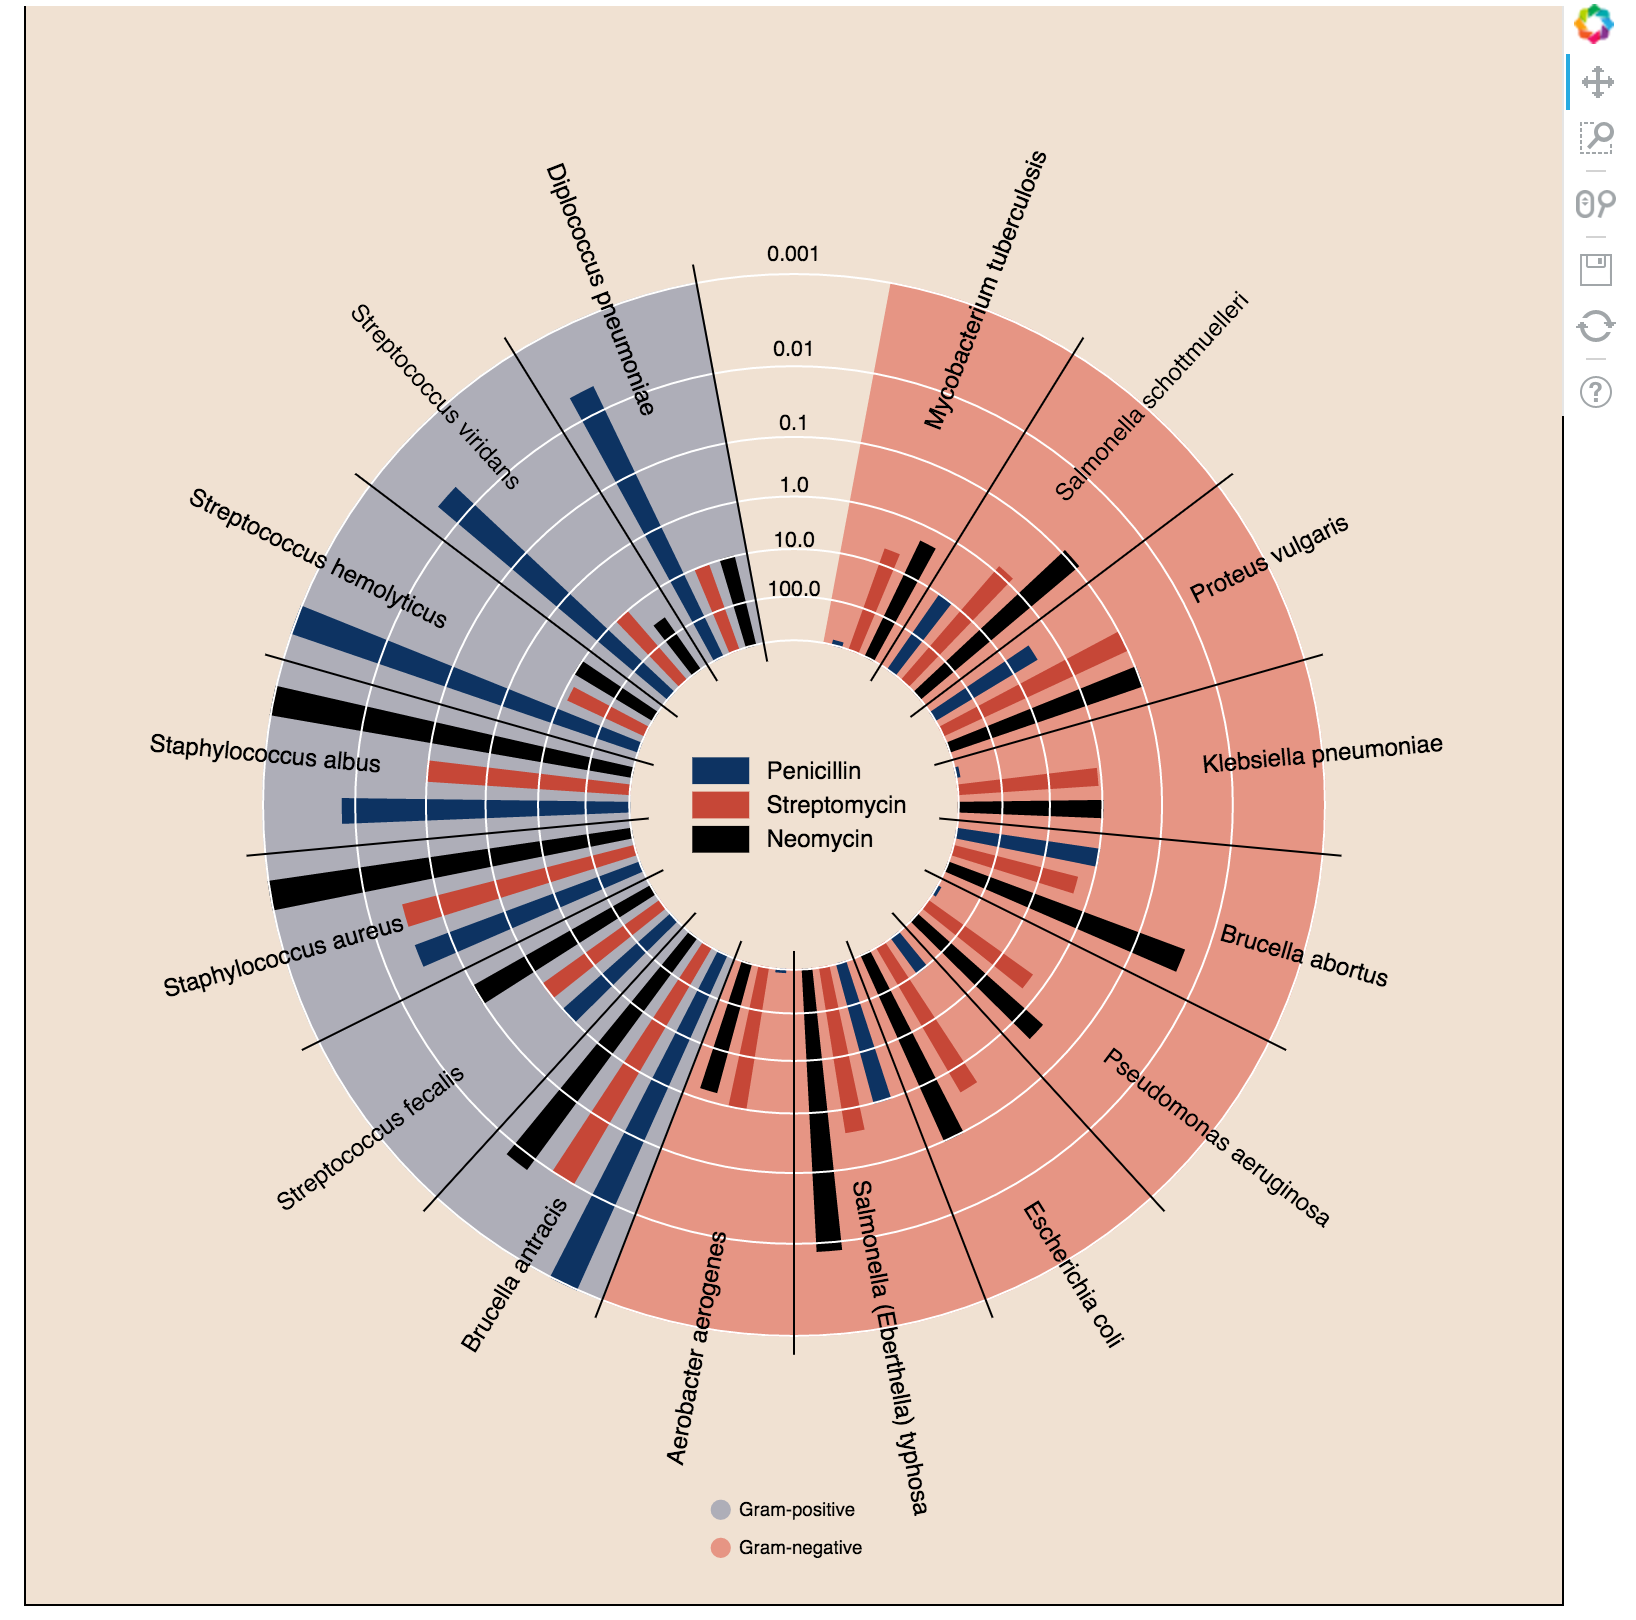 0.001
0.01
0.1
1.0
10.0
100.0
Mycobacterium tuberculosis
Salmonella schottmuelleri
Proteus vulgaris
Klebsiella pneumoniae
Brucella abortus
Pseudomonas aeruginosa
Escherichia coli
Salmonella (Eberthella) typhosa
Aerobacter aerogenes
Brucella antracis
Streptococcus fecalis
Staphylococcus aureus
Staphylococcus albus
Streptococcus hemolyticus
Streptococcus viridans
Diplococcus pneumoniae
Penicillin
Streptomycin
Neomycin
Gram-positive
Gram-negative